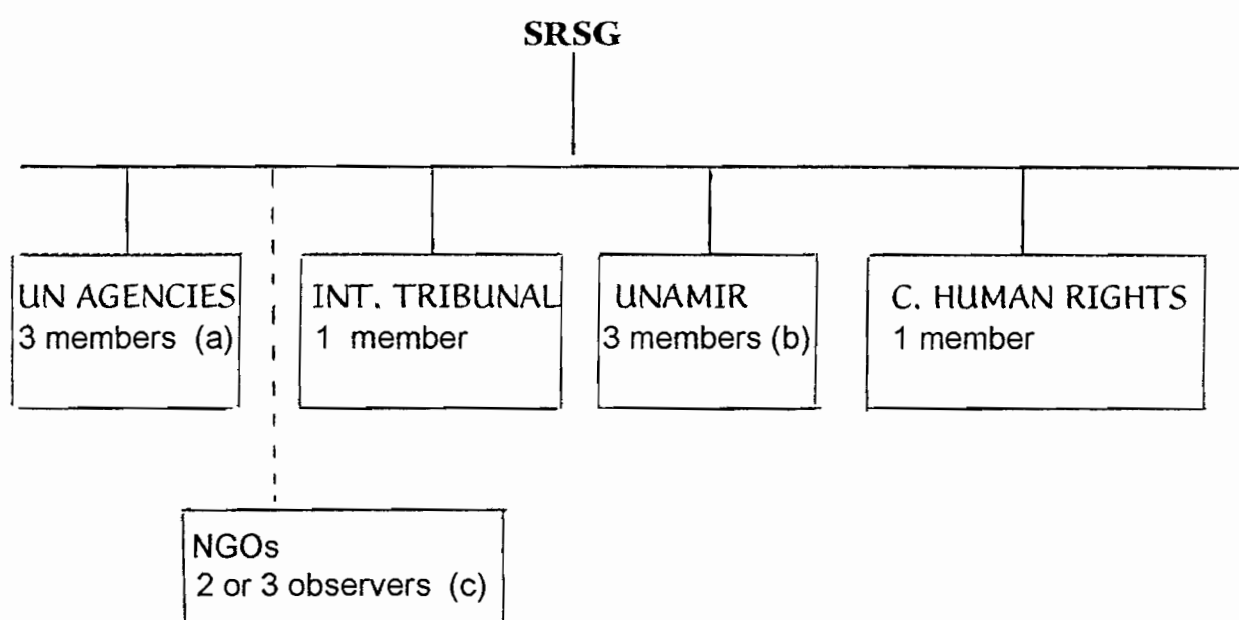 SRSG
UN AGENCIES
3 members (a)
INT. TRIBUNAL
1 member
UNAMIR
3 members (b)
C. HUMAN RIGHTS
1 member
NGOs
2 or 3 observers (c)